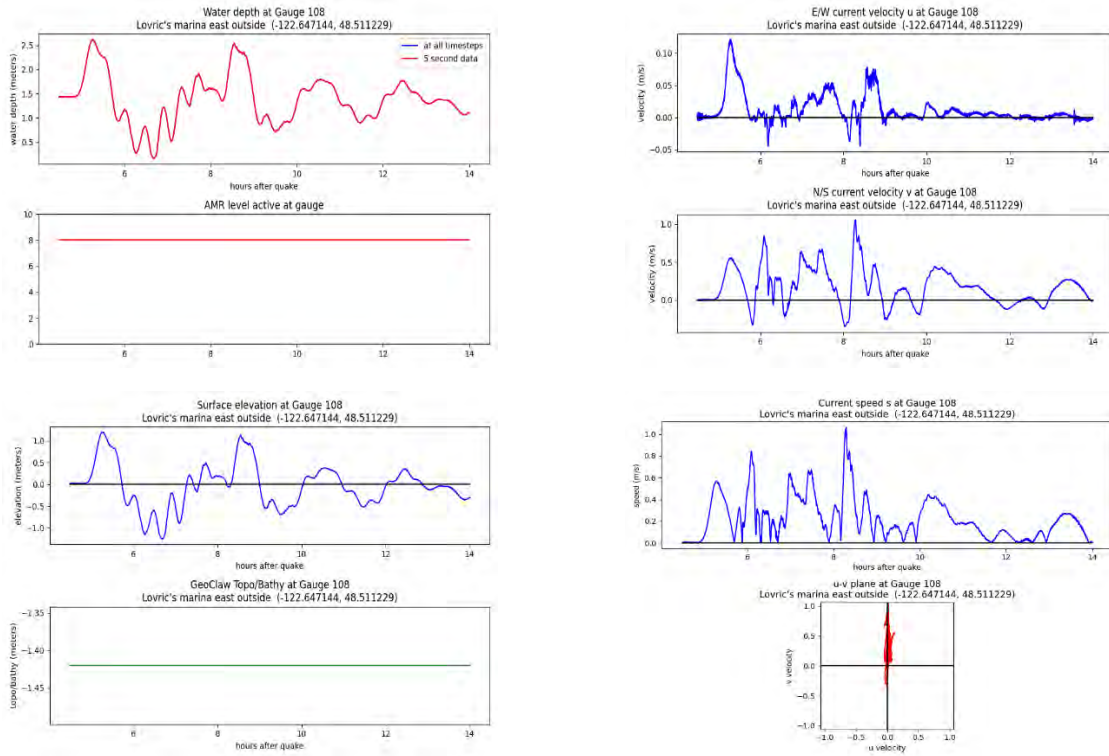 Water depth at Gauge 108
Lovric's marina east outside (-122.647144, 48.511229)
water depth (meters)
2.5
2.0
1.5
1.0
0.5
at all timesteps
5 second data
6
8
10
12
14
hours after quake
AMR level active at gauge
10
8
6
4
2
0
6
8
10
12
14
hours after quake
Surface elevation at Gauge 108
Lovric's marina east outside (-122.647144, 48.511229)
elevation (meters)
1.0
0.5
0.0
−0.5
−1.0
6
8
10
12
14
hours after quake
GeoClaw Topo/Bathy at Gauge 108
Lovric's marina east outside (-122.647144, 48.511229)
topo/bathy (meters)
−1.35
−1.40
−1.45
6
8
10
12
14
hours after quake
E/W current velocity u at Gauge 108
Lovric's marina east outside (-122.647144, 48.511229)
velocity (m/s)
0.10
0.05
0.00
−0.05
6
8
10
12
14
hours after quake
N/S current velocity v at Gauge 108
Lovric's marina east outside (-122.647144, 48.511229)
velocity (m/s)
1.0
0.5
0.0
6
8
10
12
14
hours after quake
Current speed s at Gauge 108
Lovric's marina east outside (-122.647144, 48.511229)
speed (m/s)
1.0
0.8
0.6
0.4
0.2
0.0
6
8
10
12
14
hours after quake
u-v plane at Gauge 108
Lovric's marina east outside (-122.647144, 48.511229)
v velocity
1.0
0.5
0.0
−0.5
−1.0
−1.0
−0.5
0.0
0.5
1.0
u velocity